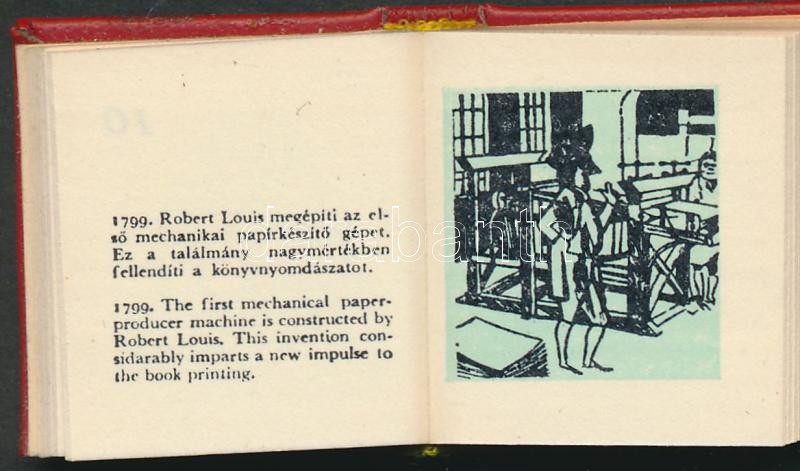 1799. Robert Louis megépíti az el-
ső mechanikai papírkészítő gépet.
Ez a találmány nagymértékben
fellendíti a könyvnyomdászatot.
1799. The first mechanical paper-
producer machine is constructed by
Robert Louis. This invention con-
sidarably imparts a new impulse to
the book printing.
darabanth